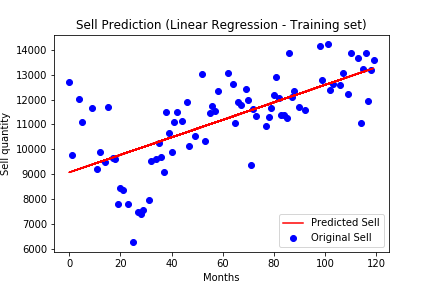 Sell Prediction (Linear Regression - Training set)
Sell quantity
14000
13000
12000
11000
10000
9000
8000
7000
6000
0 20 40 60 80 100 120
Months
Predicted Sell
Original Sell